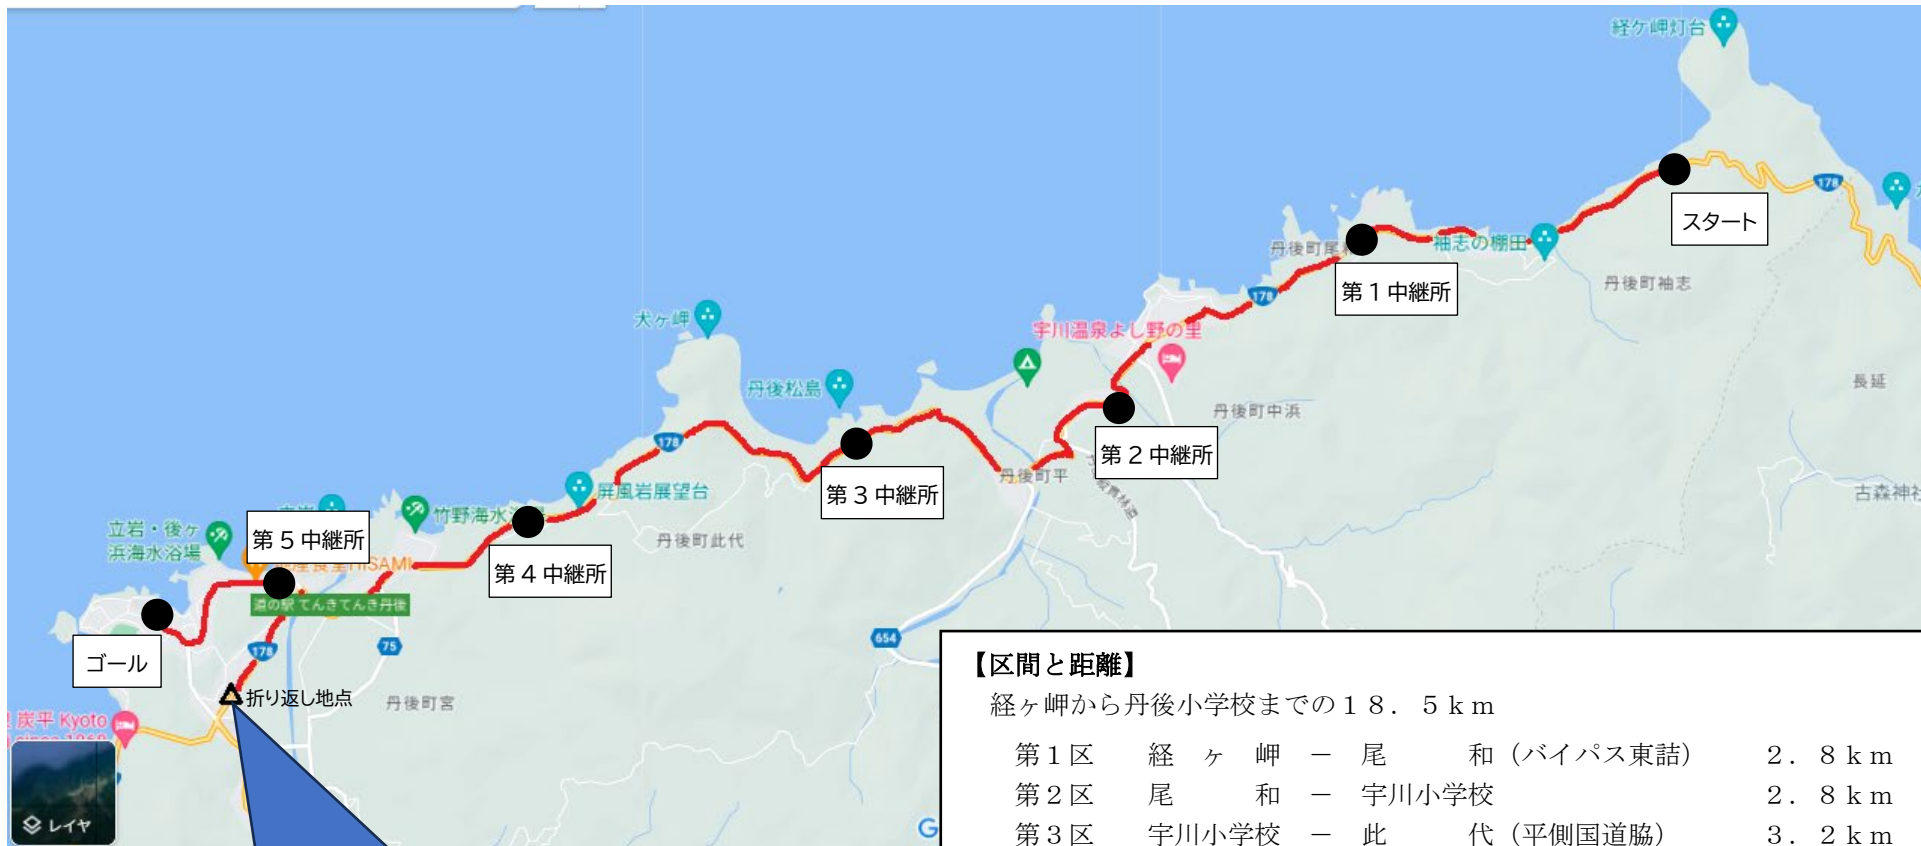 経ケ岬灯台
178
スタート
袖志の棚田
丹後町袖志
第1中継所
178
宇川温泉よし野の里
犬ヶ岬
丹後松島
長延
丹後町中浜
第2中継所
178
第3中継所
丹後町平
古森神社
屏風岩展望台
竹野海水
立岩・後ヶ
浜海水浴場
第5中継所
丹後町此代
第4中継所
HISAMI
道の駅 てんきてんき丹後
654
75
ゴール
178
折り返し地点
丹後町宮
炭平 Kyoto
レイヤ
G
【区間と距離】
経ヶ岬から丹後小学校までの18.5km
第1区 経ヶ岬 － 尾和（バイパス東詰） 2.8km
第2区 尾和 － 宇川小学校 2.8km
第3区 宇川小学校 － 此代（平側国道脇） 3.2km